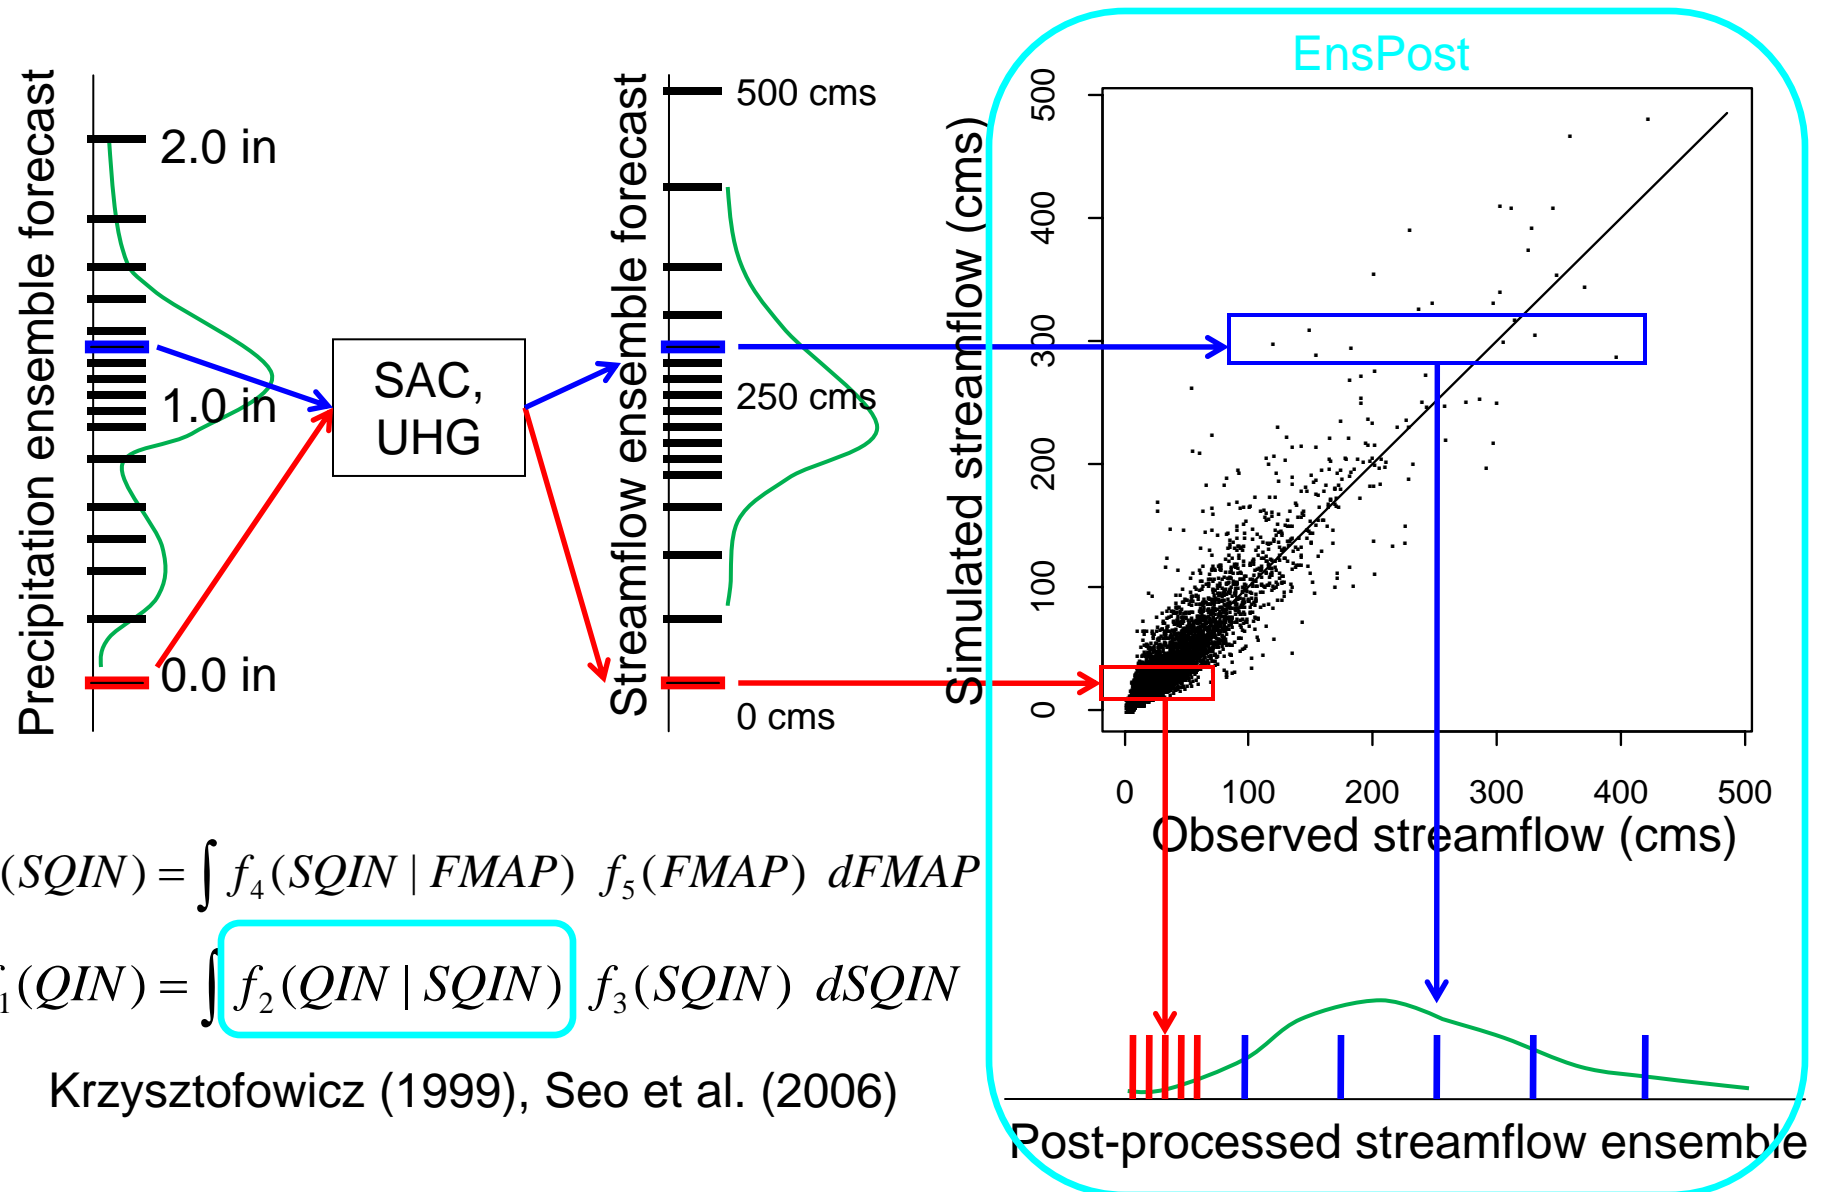 EnsPost
Precipitation ensemble forecast
2.0 in
1.0 in
0.0 in
SAC,
UHG
Streamflow ensemble forecast
500 cms
250 cms
0 cms
Simulated streamflow (cms)
500
400
300
200
100
0
0 100 200 300 400 500
Observed streamflow (cms)
(SQIN) = ∫ f₄(SQIN | FMAP) f₅(FMAP) dFMAP
₁(QIN) = ∫ f₂(QIN | SQIN) f₃(SQIN) dSQIN
Krzysztofowicz (1999), Seo et al. (2006)
Post-processed streamflow ensemble